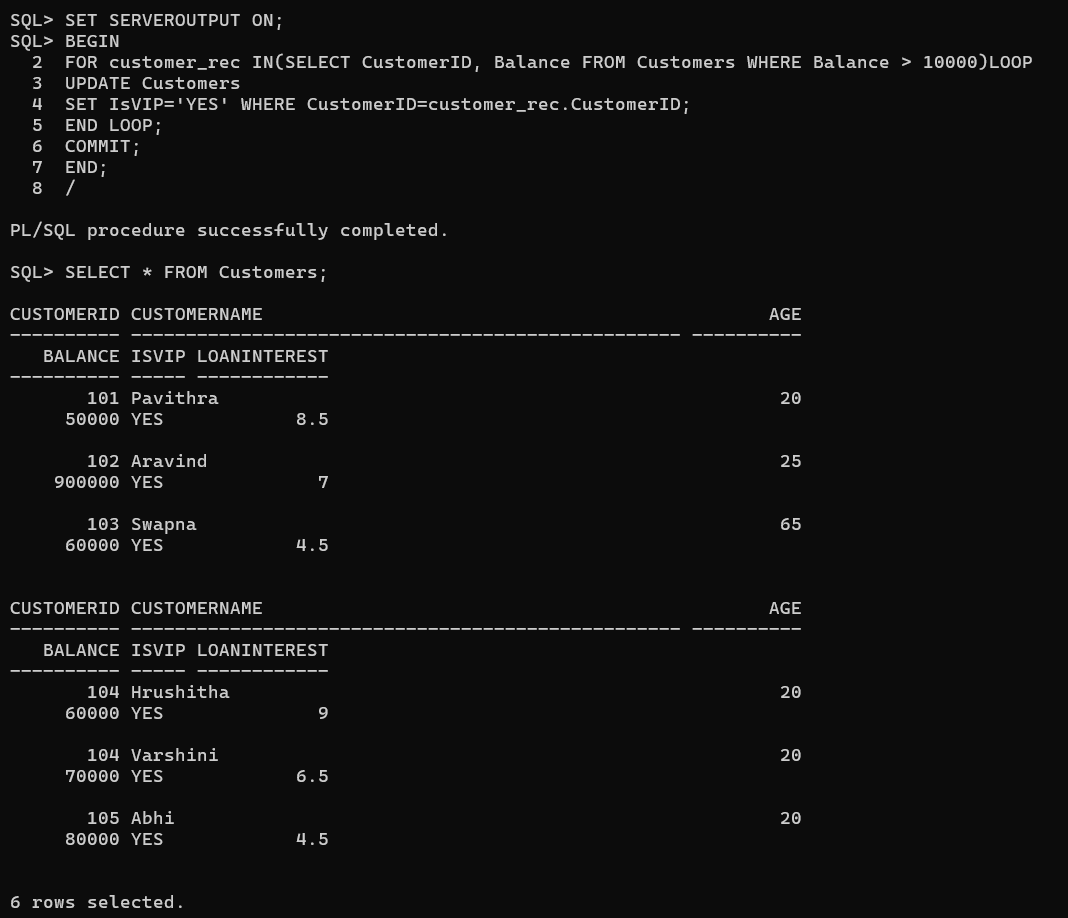 SQL> SET SERVEROUTPUT ON;
SQL> BEGIN
  2  FOR customer_rec IN(SELECT CustomerID, Balance FROM Customers WHERE Balance > 10000)LOOP
  3  UPDATE Customers
  4  SET IsVIP='YES' WHERE CustomerID=customer_rec.CustomerID;
  5  END LOOP;
  6  COMMIT;
  7  END;
  8  /

PL/SQL procedure successfully completed.

SQL> SELECT * FROM Customers;

CUSTOMERID CUSTOMERNAME                                              AGE
---------- -------------------------------------------------- ----------
   BALANCE ISVIP LOANINTEREST
---------- ----- ------------
       101 Pavithra                                                   20
     50000 YES            8.5

       102 Aravind                                                    25
    900000 YES              7

       103 Swapna                                                     65
     60000 YES            4.5


CUSTOMERID CUSTOMERNAME                                              AGE
---------- -------------------------------------------------- ----------
   BALANCE ISVIP LOANINTEREST
---------- ----- ------------
       104 Hrushitha                                                  20
     60000 YES              9

       104 Varshini                                                   20
     70000 YES            6.5

       105 Abhi                                                       20
     80000 YES            4.5


6 rows selected.